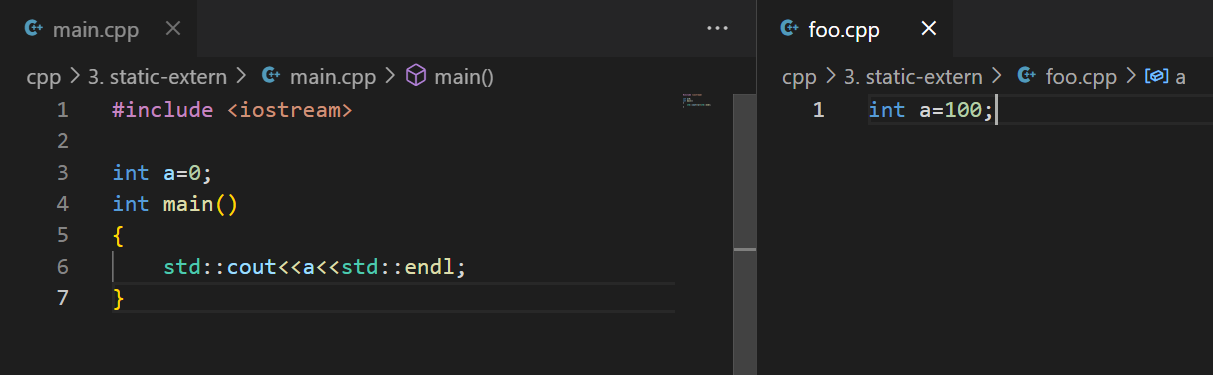 main.cpp
cpp > 3. static-extern > main.cpp > main()
1 #include <iostream>
2
3 int a=0;
4 int main()
5 {
6     std::cout<<a<<std::endl;
7 }
foo.cpp
cpp > 3. static-extern > foo.cpp > a
1 int a=100;